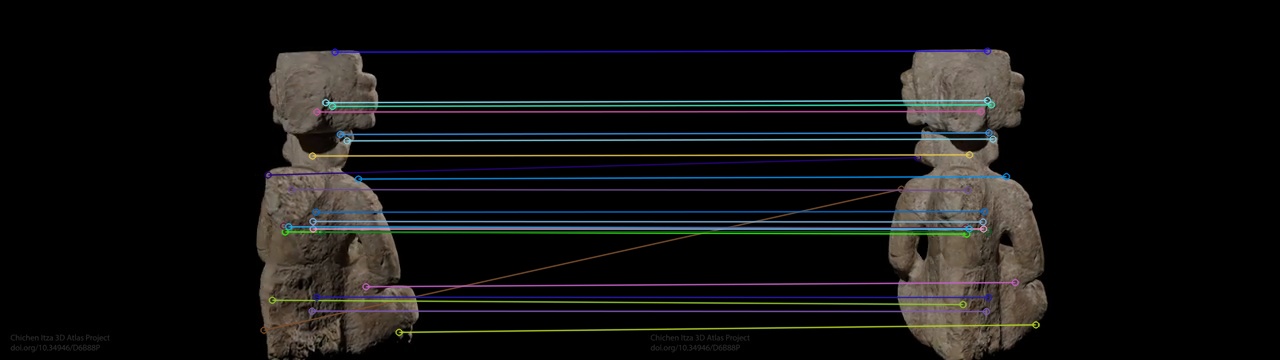 Chichen Itza 3D Atlas Project
doi.org/10.34946/D6B88P
Chichen Itza 3D Atlas Project
doi.org/10.34946/D6B88P